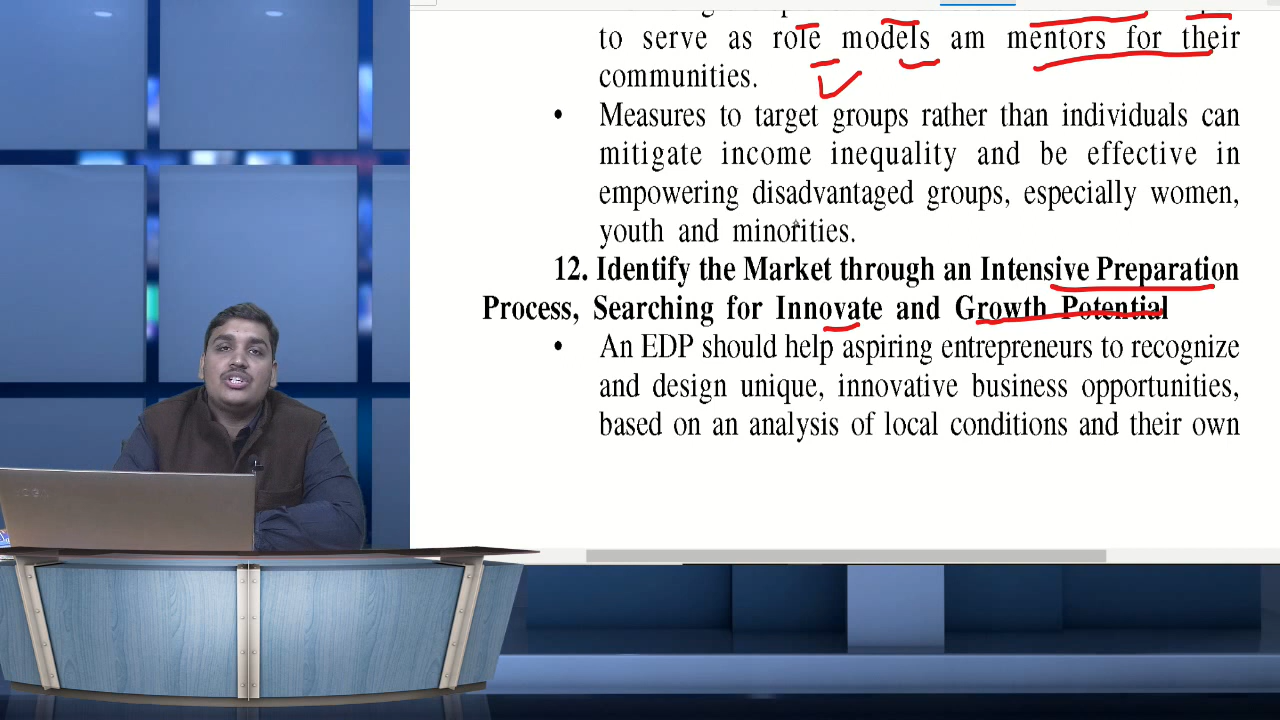 to serve as role models am mentors for their
communities.
• Measures to target groups rather than individuals can
mitigate income inequality and be effective in
empowering disadvantaged groups, especially women,
youth and minorities.
12. Identify the Market through an Intensive Preparation
Process, Searching for Innovate and Growth Potential
• An EDP should help aspiring entrepreneurs to recognize
and design unique, innovative business opportunities,
based on an analysis of local conditions and their own